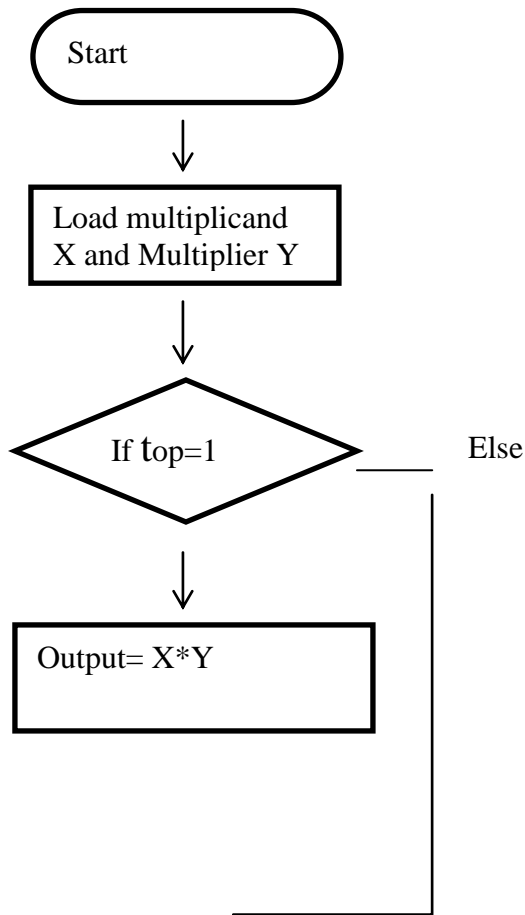 Start
Load multiplicand
X and Multiplier Y
If top=1
Else
Output= X*Y